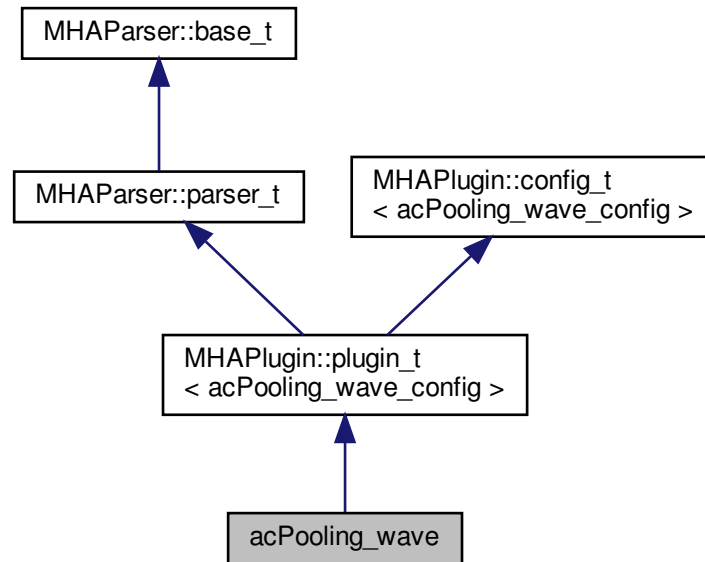 MHAParser::base_t
MHAParser::parser_t
MHAPlugin::config_t
< acPooling_wave_config >
MHAPlugin::plugin_t
< acPooling_wave_config >
acPooling_wave